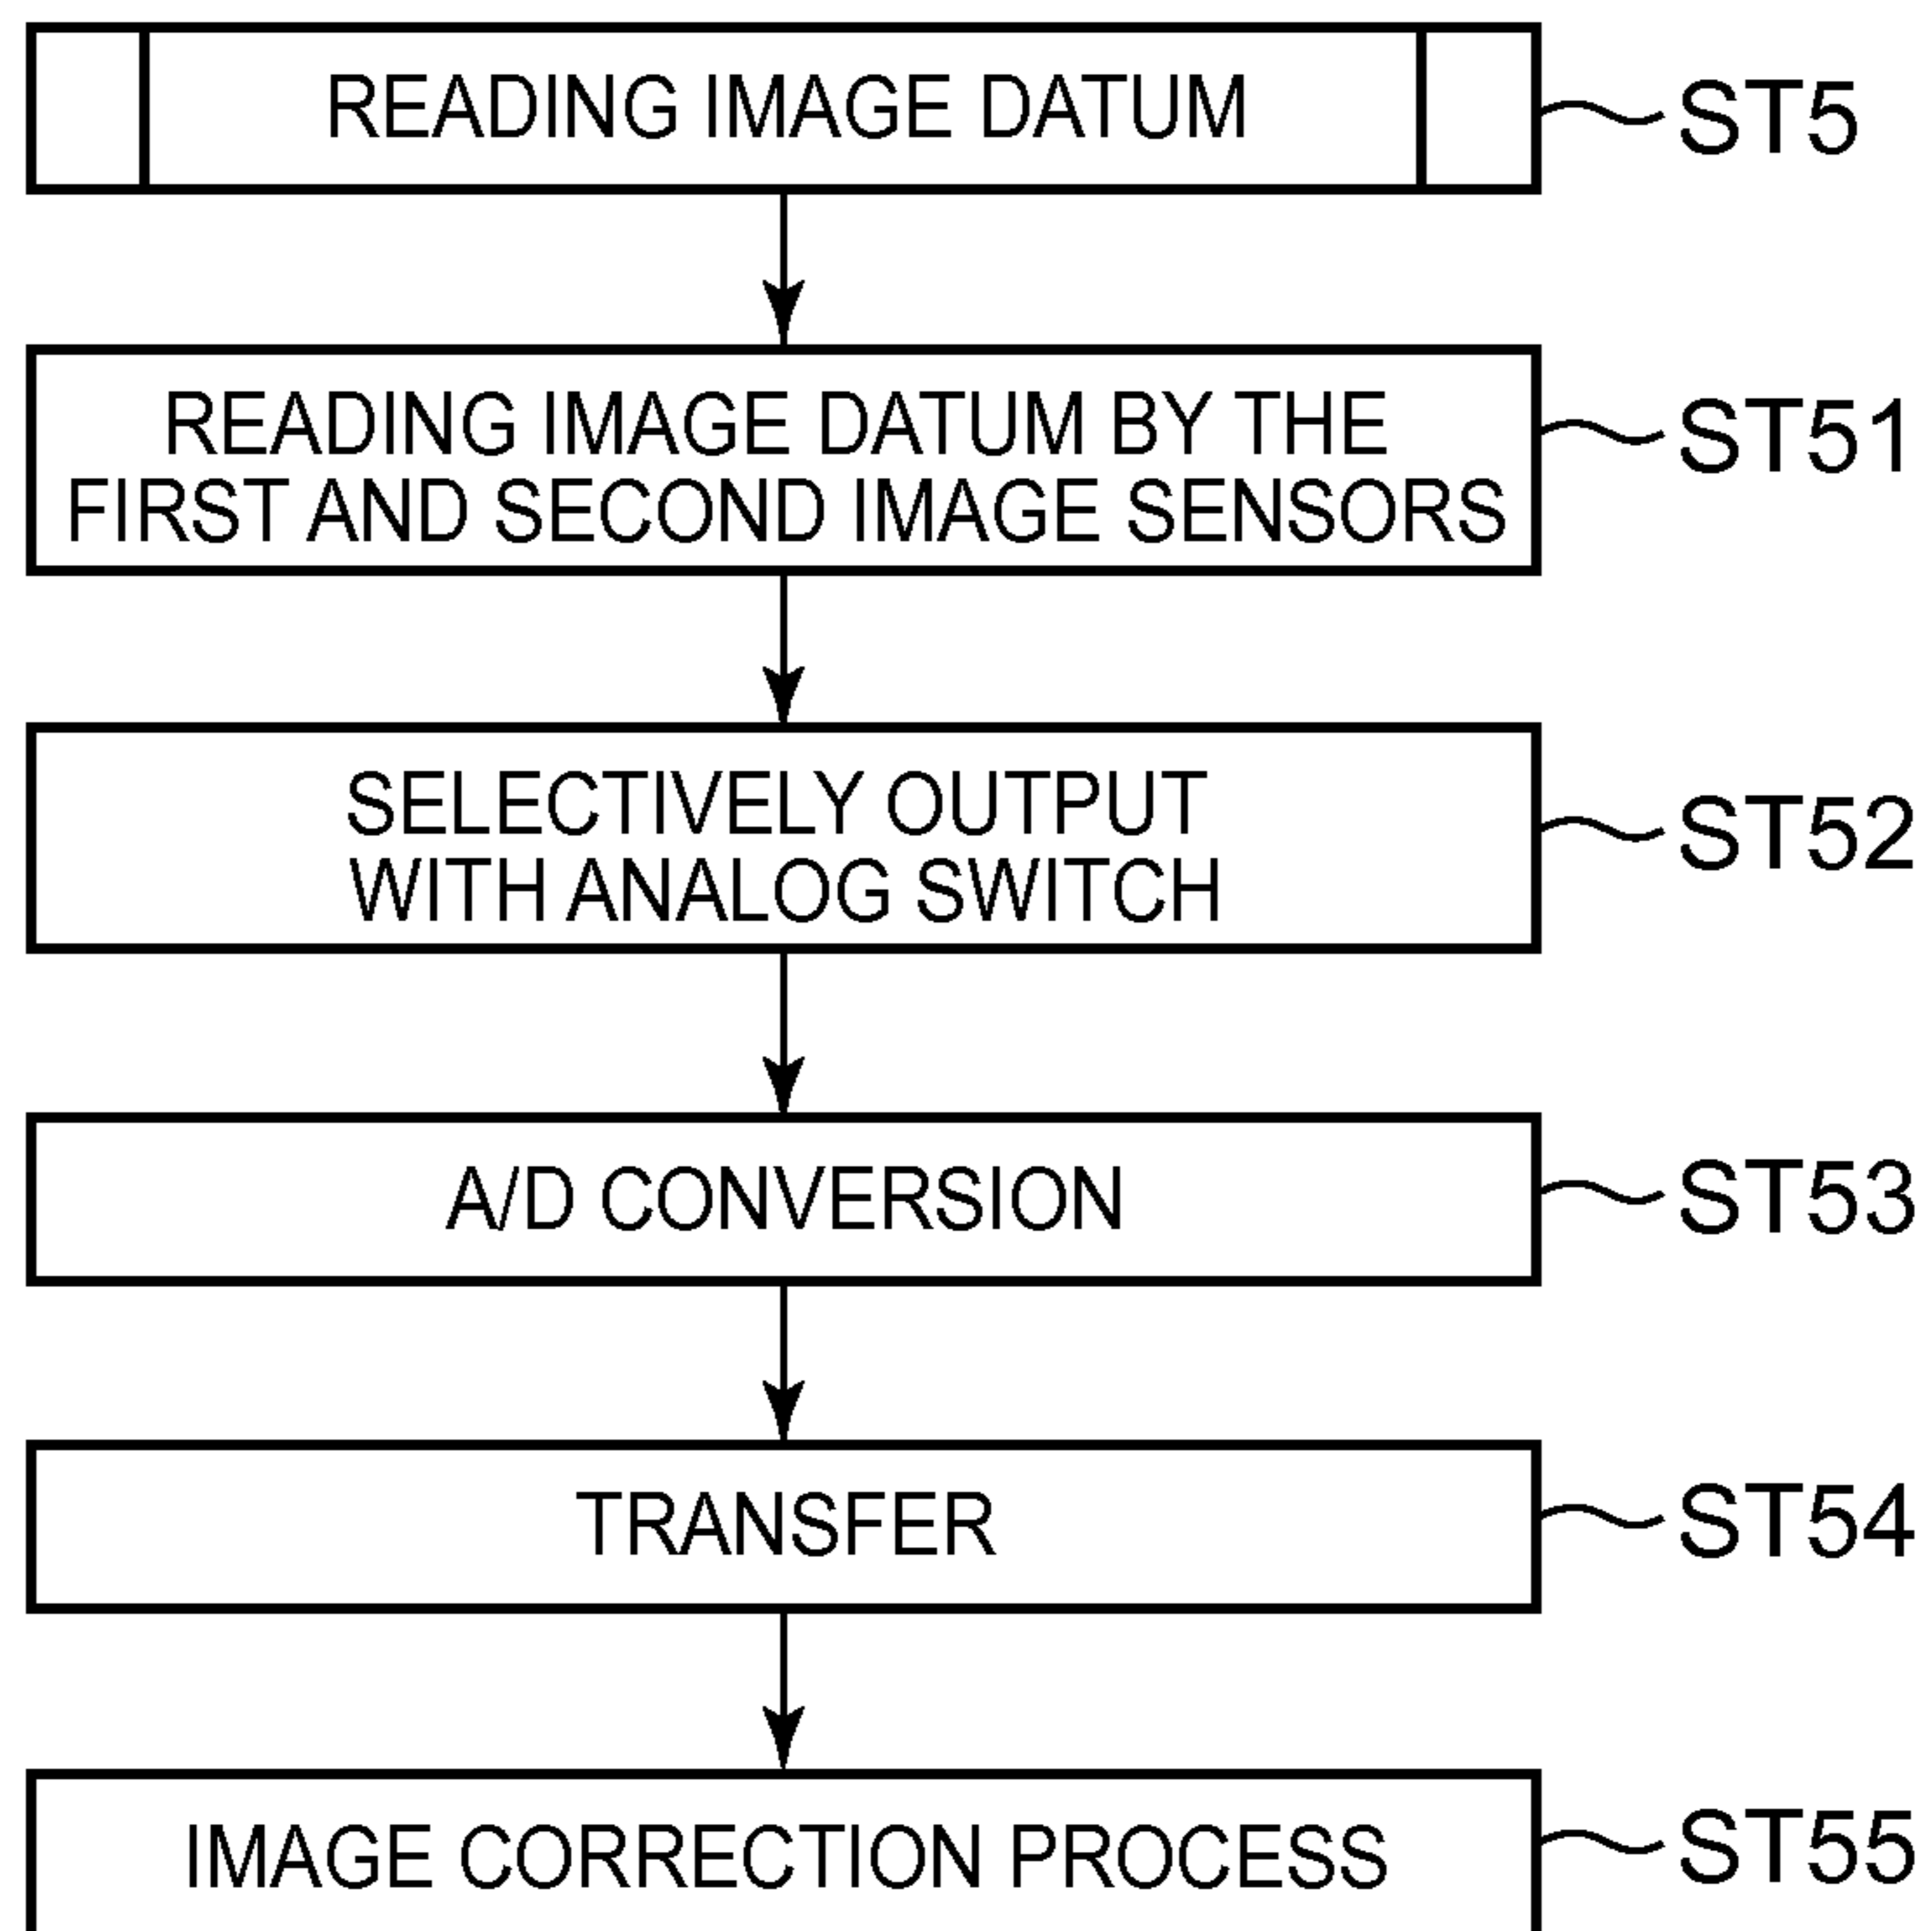 READING IMAGE DATUM
ST5
READING IMAGE DATUM BY THE
FIRST AND SECOND IMAGE SENSORS
ST51
SELECTIVELY OUTPUT
WITH ANALOG SWITCH
ST52
A/D CONVERSION
ST53
TRANSFER
ST54
IMAGE CORRECTION PROCESS
ST55